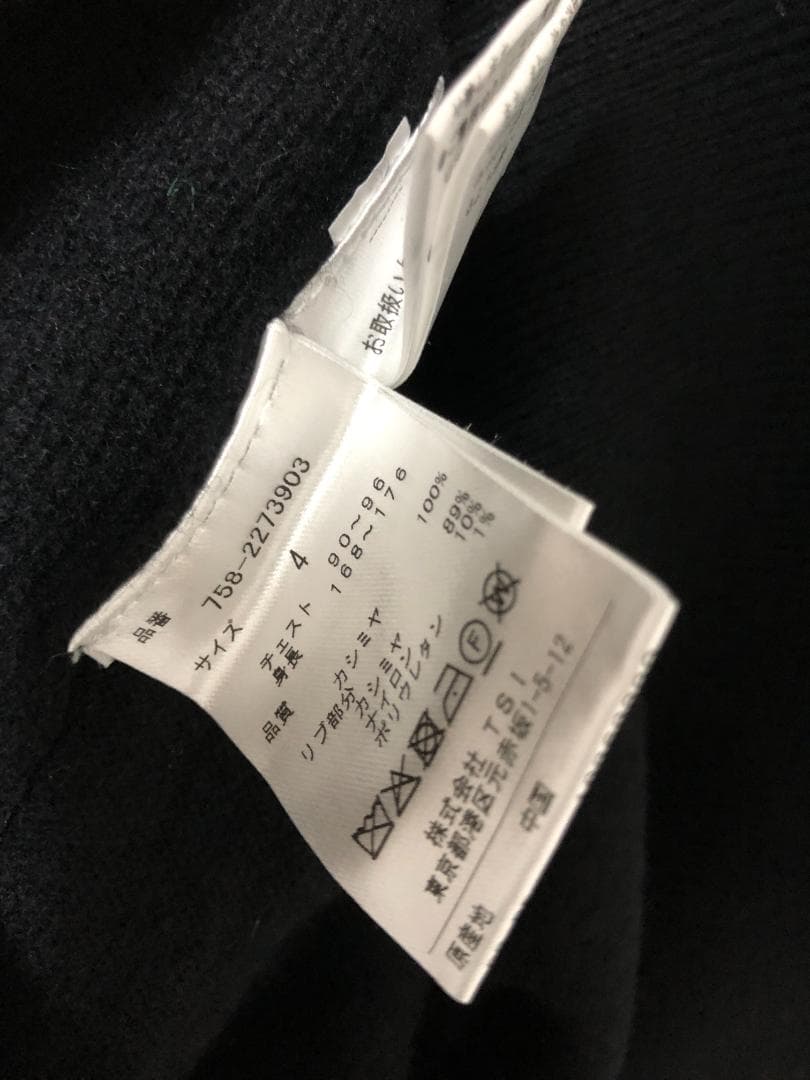 お取扱い
品番
758-2273903
サイズ 4
チェスト 90～96
身長 168～176
品質
カシミヤ 100%
リブ部分 カシミヤ 89%
ナイロン 10%
ポリウレタン 1%
F
W
株式会社 TSI
東京都港区元赤坂1-5-12
原産地 中国